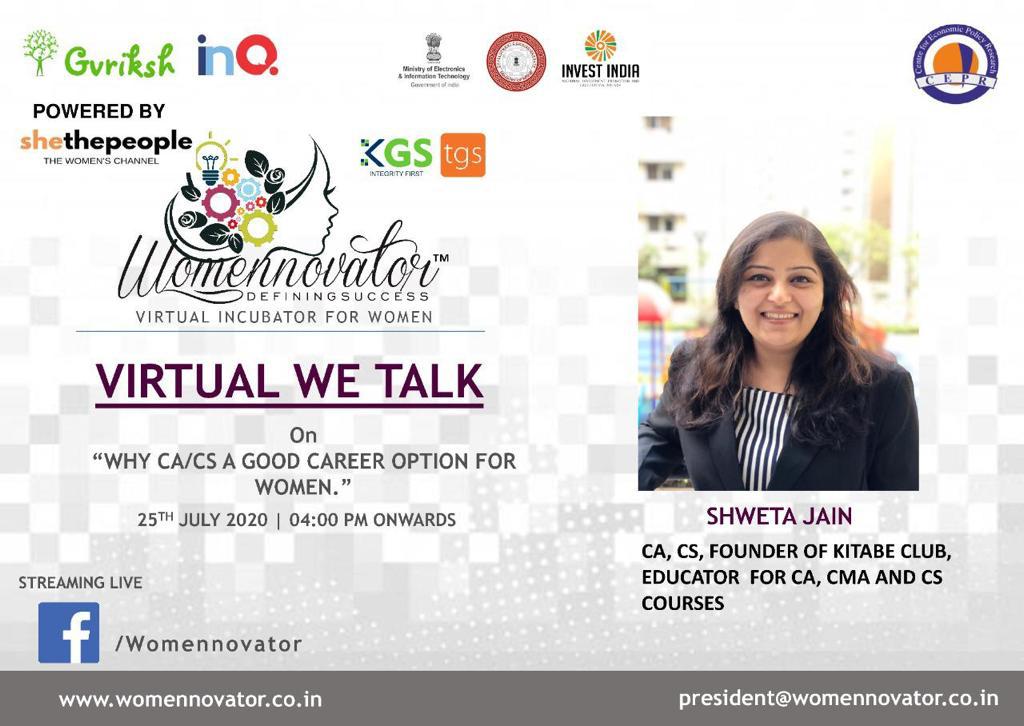 Gvriksh
inQ.
Ministry of Electronics
& Information Technology
Government of India
INVEST INDIA
Centre for Economic Policy Research
CEPR
POWERED BY
shethepeople
THE WOMEN'S CHANNEL
KGS
INTEGRITY FIRST
tgs
Womennovator™
DEFININGSUCCESS
VIRTUAL INCUBATOR FOR WOMEN
VIRTUAL WE TALK
On
“WHY CA/CS A GOOD CAREER OPTION FOR
WOMEN.”
25TH JULY 2020 | 04:00 PM ONWARDS
SHWETA JAIN
CA, CS, FOUNDER OF KITABE CLUB,
EDUCATOR FOR CA, CMA AND CS
COURSES
STREAMING LIVE
f
/Womennovator
www.womennovator.co.in
president@womennovator.co.in